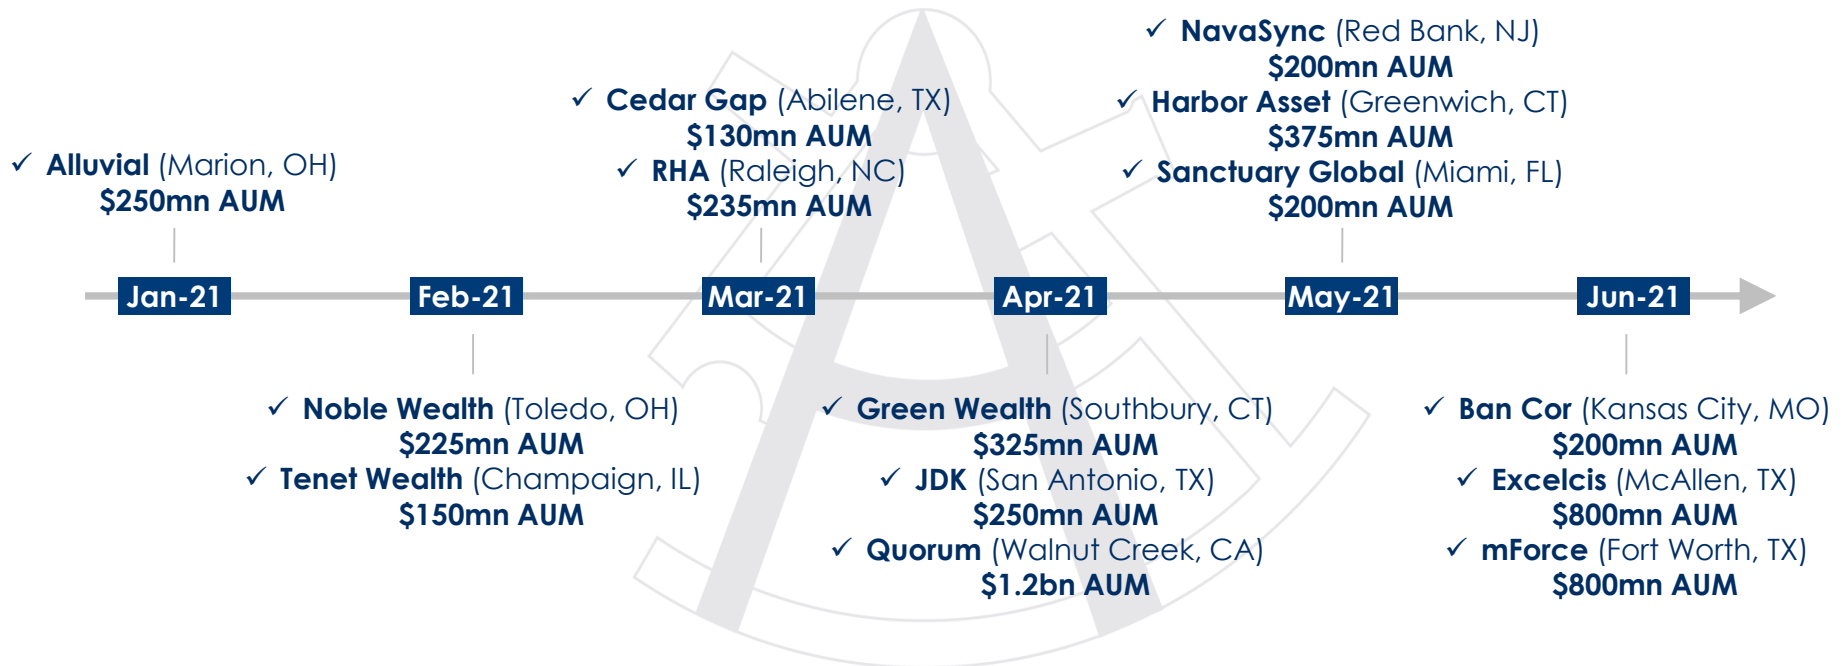 ✓ NavaSync (Red Bank, NJ)
$200mn AUM
✓ Harbor Asset (Greenwich, CT)
$375mn AUM
✓ Sanctuary Global (Miami, FL)
$200mn AUM
✓ Cedar Gap (Abilene, TX)
$130mn AUM
✓ RHA (Raleigh, NC)
$235mn AUM
✓ Alluvial (Marion, OH)
$250mn AUM
Jan-21
Feb-21
Mar-21
Apr-21
May-21
Jun-21
✓ Noble Wealth (Toledo, OH)
$225mn AUM
✓ Tenet Wealth (Champaign, IL)
$150mn AUM
✓ Green Wealth (Southbury, CT)
$325mn AUM
✓ JDK (San Antonio, TX)
$250mn AUM
✓ Quorum (Walnut Creek, CA)
$1.2bn AUM
✓ Ban Cor (Kansas City, MO)
$200mn AUM
✓ Excelcis (McAllen, TX)
$800mn AUM
✓ mForce (Fort Worth, TX)
$800mn AUM